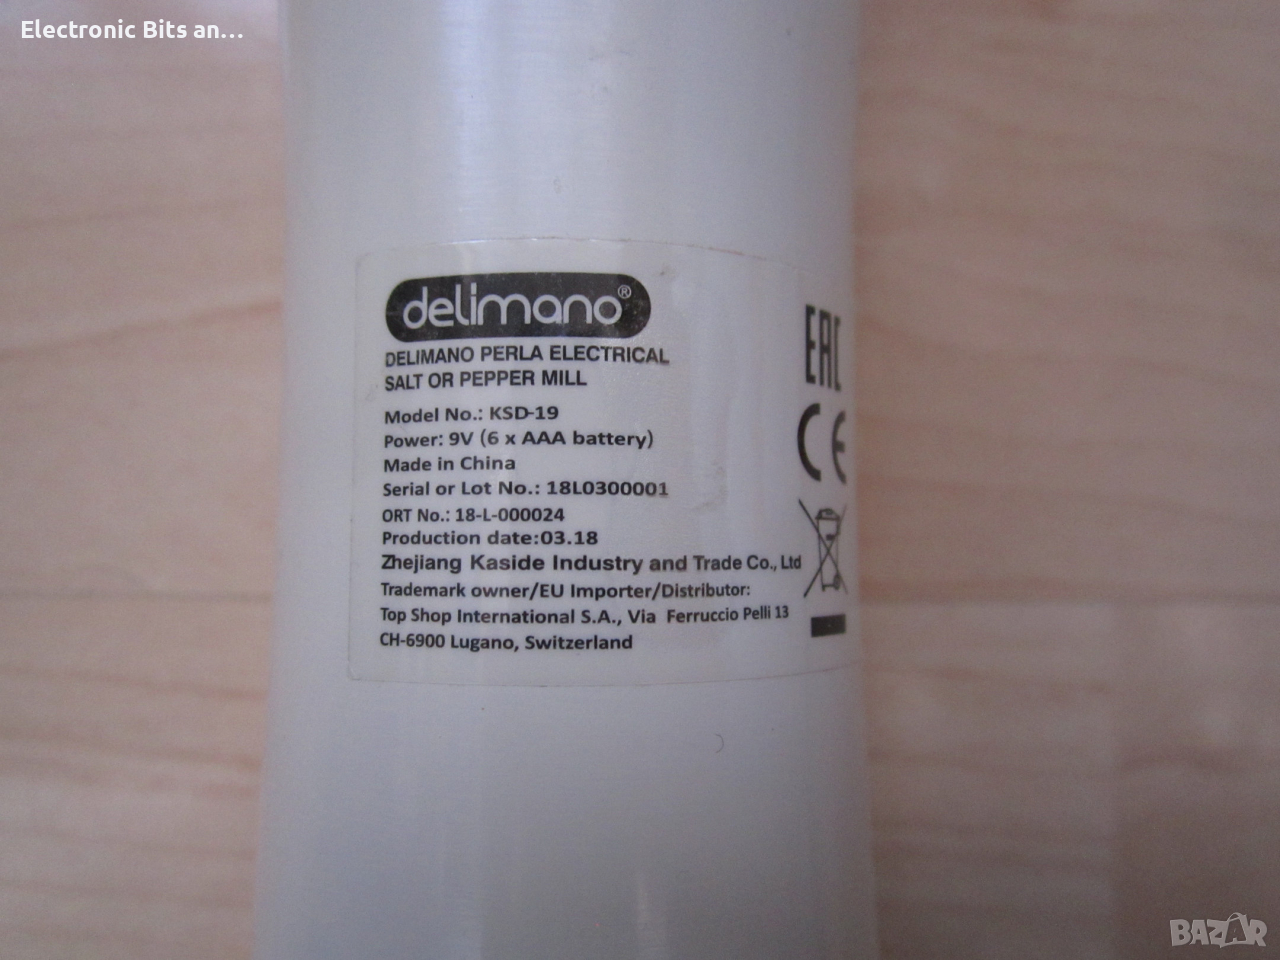 Electronic Bits an...
delimano®
DELIMANO PERLA ELECTRICAL
SALT OR PEPPER MILL
Model No.: KSD-19
Power: 9V (6 x AAA battery)
Made in China
Serial or Lot No.: 18L0300001
ORT No.: 18-L-000024
Production date:03.18
Zhejiang Kaside Industry and Trade Co., Ltd
Trademark owner/EU Importer/Distributor:
Top Shop International S.A., Via Ferruccio Pelli 13
CH-6900 Lugano, Switzerland
EAC
CE
BAZAR